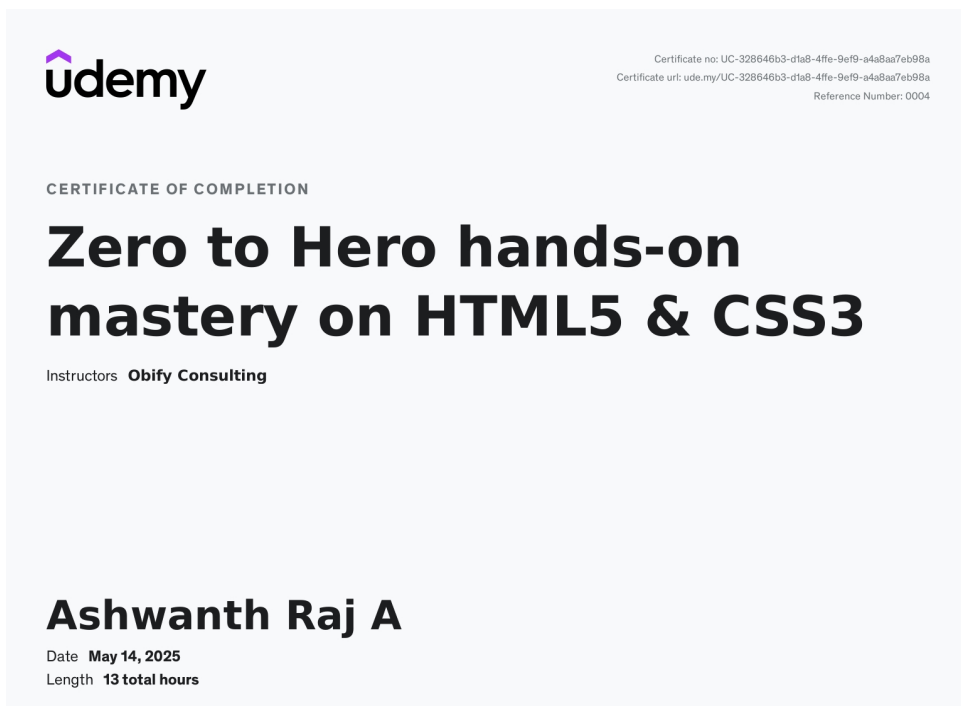 udemy
Certificate no: UC-328646b3-d1a8-4ffe-9ef9-a4a8aa7eb98a
Certificate url: ude.my/UC-328646b3-d1a8-4ffe-9ef9-a4a8aa7eb98a
Reference Number: 0004
CERTIFICATE OF COMPLETION
Zero to Hero hands-on
mastery on HTML5 & CSS3
Instructors Obify Consulting
Ashwanth Raj A
Date May 14, 2025
Length 13 total hours